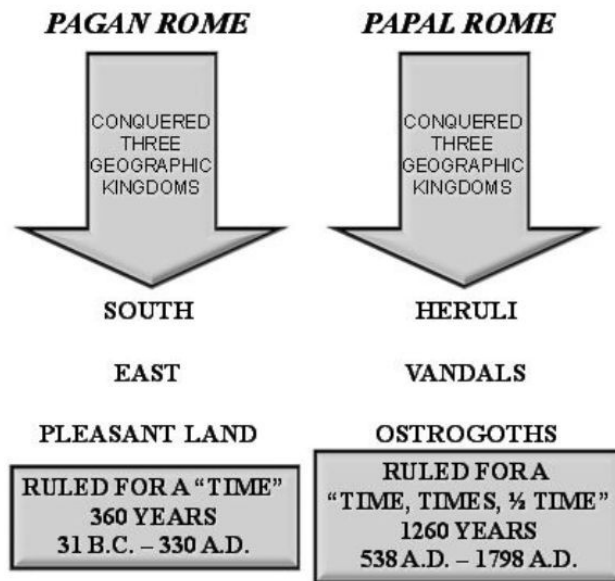 PAGAN ROME
CONQUERED
THREE
GEOGRAPHIC
KINGDOMS
SOUTH
EAST
PLEASANT LAND
RULED FOR A “TIME”
360 YEARS
31 B.C. – 330 A.D.
PAPAL ROME
CONQUERED
THREE
GEOGRAPHIC
KINGDOMS
HERULI
VANDALS
OSTROGOTHS
RULED FOR A
“TIME, TIMES, ½ TIME”
1260 YEARS
538 A.D. – 1798 A.D.